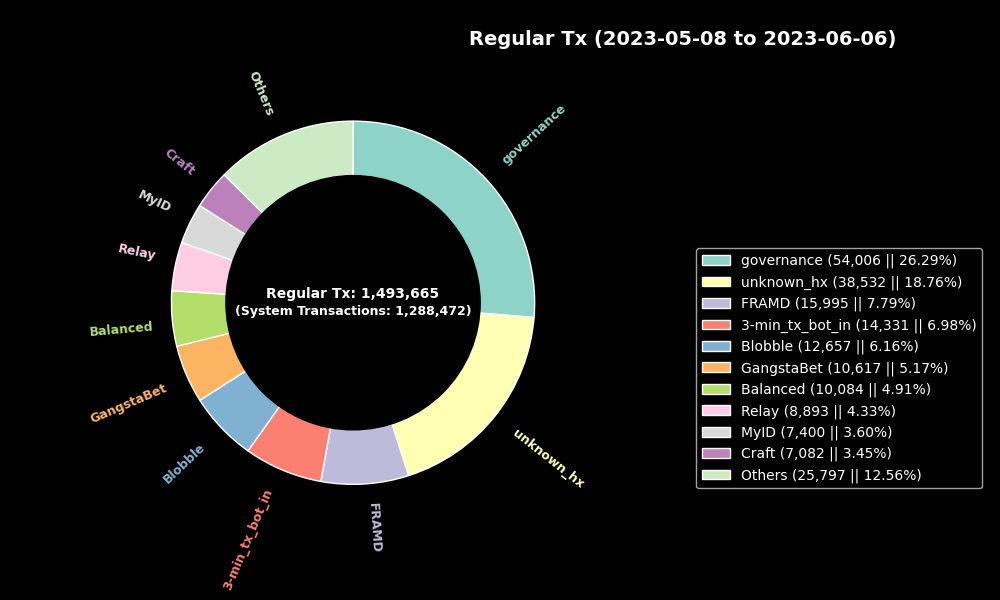 Regular Tx (2023-05-08 to 2023-06-06)
Others
governance
Craft
MyID
Relay
Balanced
GangstaBet
Blobble
3-min_tx_bot_in
FRAMD
unknown_hx
Regular Tx: 1,493,665
(System Transactions: 1,288,472)
governance (54,006 || 26.29%)
unknown_hx (38,532 || 18.76%)
FRAMD (15,995 || 7.79%)
3-min_tx_bot_in (14,331 || 6.98%)
Blobble (12,657 || 6.16%)
GangstaBet (10,617 || 5.17%)
Balanced (10,084 || 4.91%)
Relay (8,893 || 4.33%)
MyID (7,400 || 3.60%)
Craft (7,082 || 3.45%)
Others (25,797 || 12.56%)